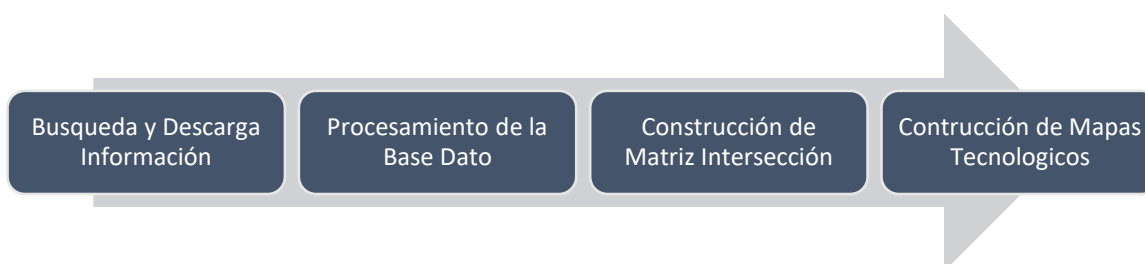 Busqueda y Descarga
Información
Procesamiento de la
Base Dato
Construcción de
Matriz Intersección
Contrucción de Mapas
Tecnologicos